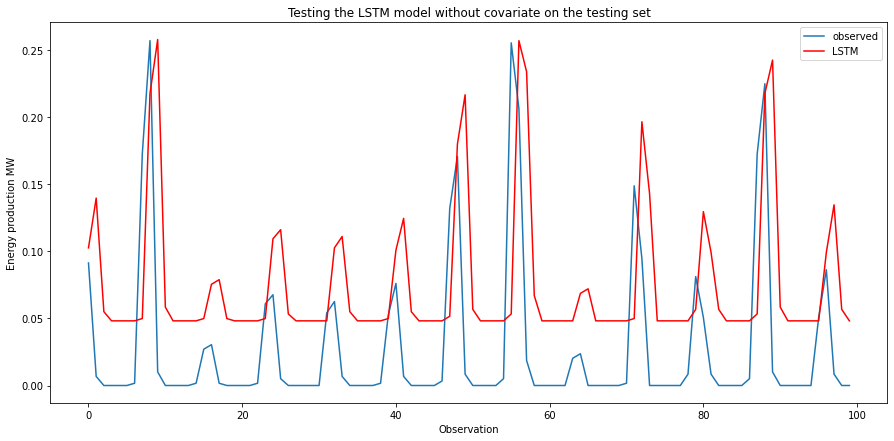 Testing the LSTM model without covariate on the testing set
observed
LSTM
0.25
0.20
0.15
0.10
0.05
0.00
Energy production MW
0 20 40 60 80 100
Observation